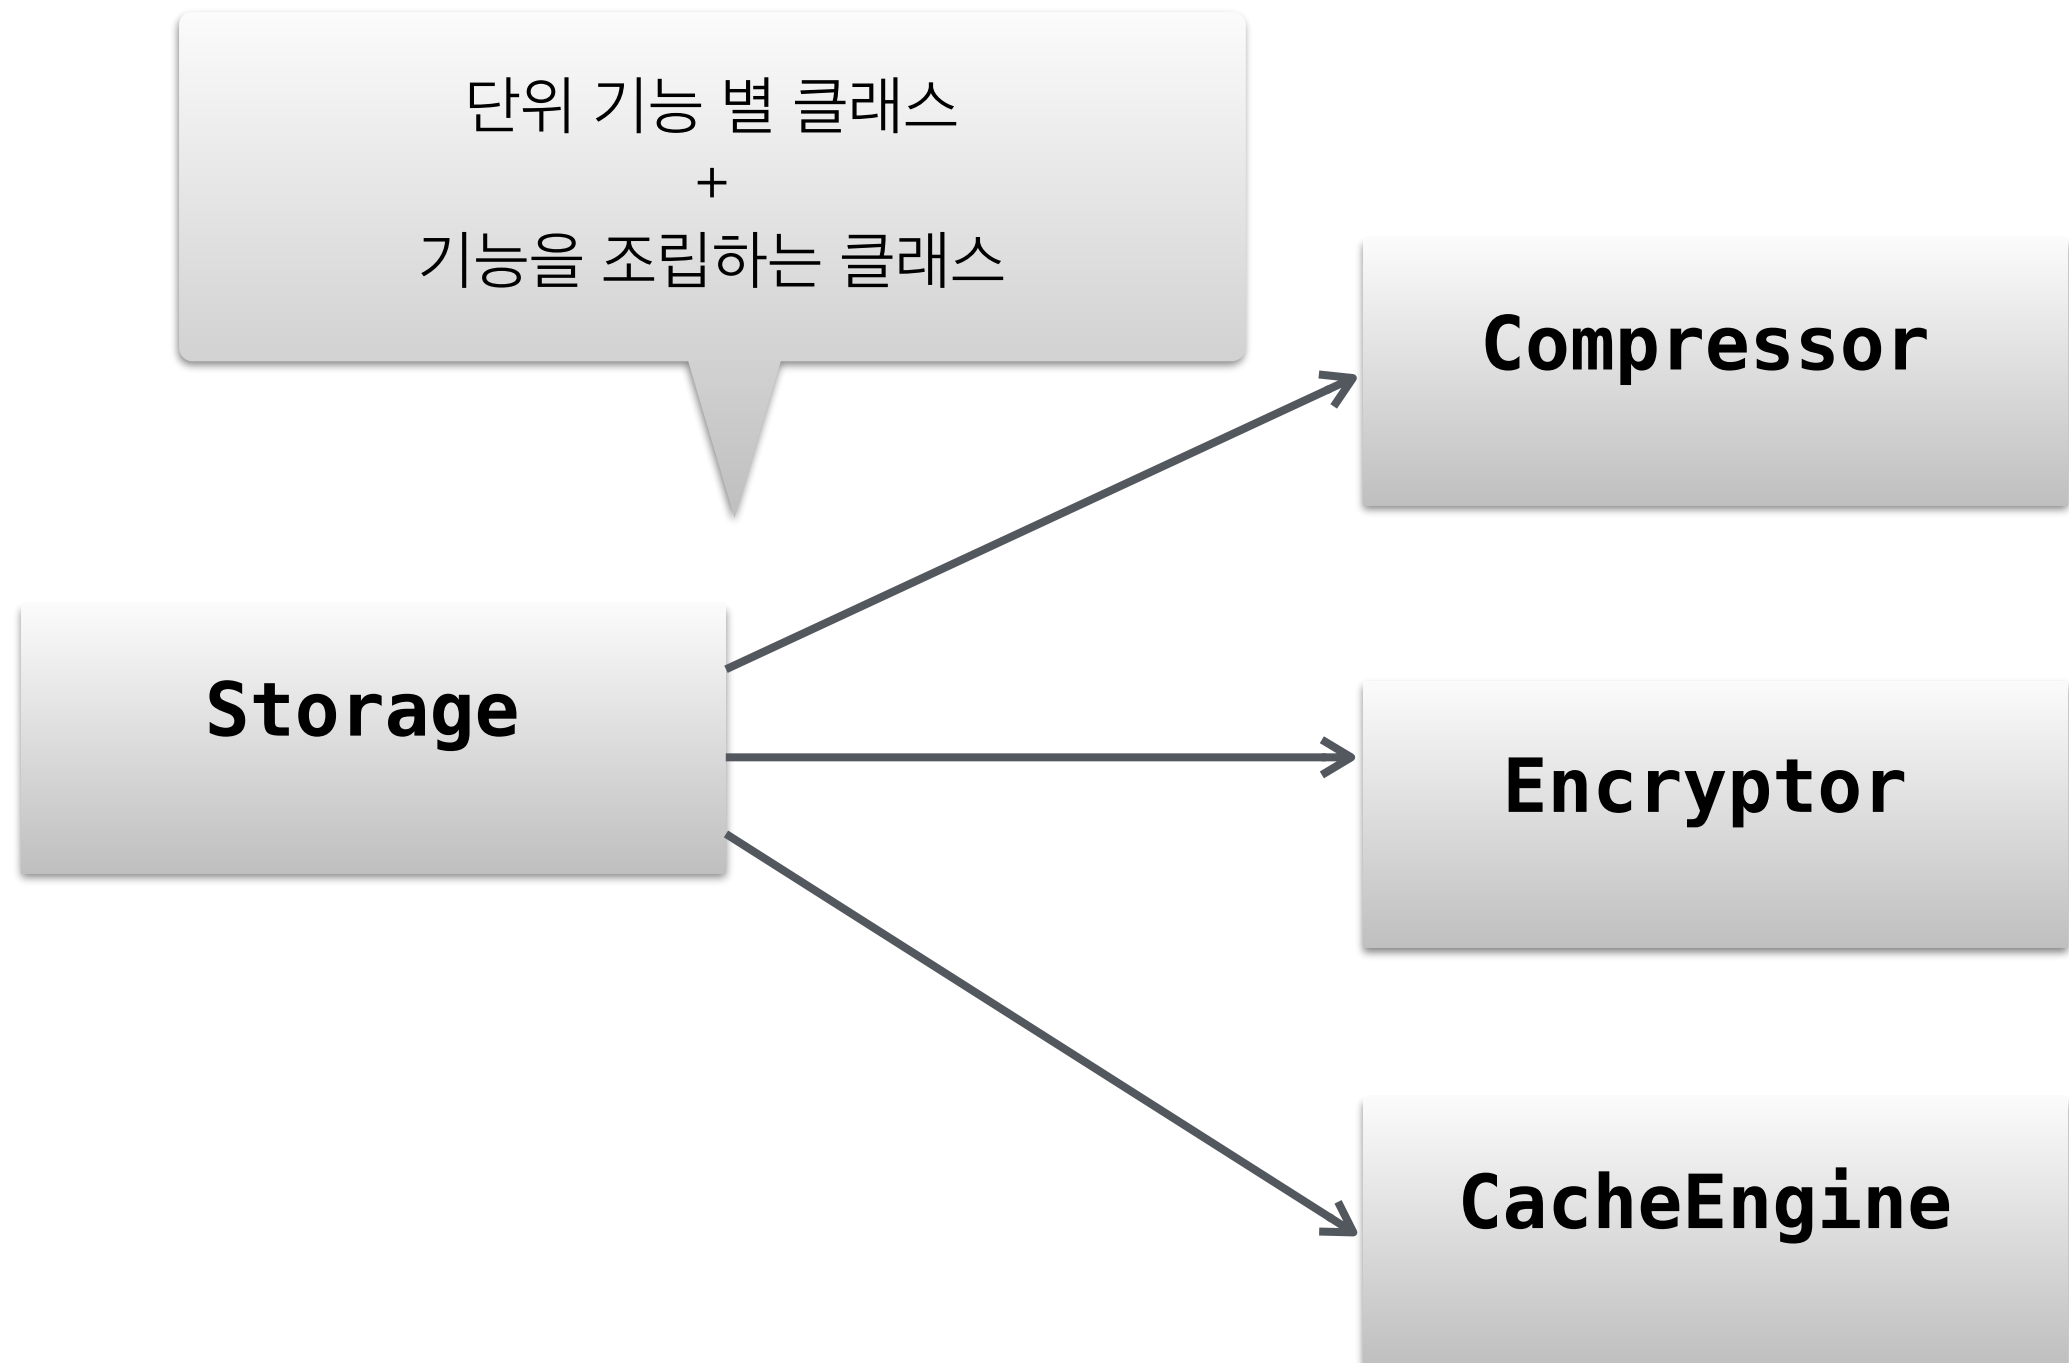 단위 기능 별 클래스
+
기능을 조립하는 클래스
Compressor
Storage
Encryptor
CacheEngine